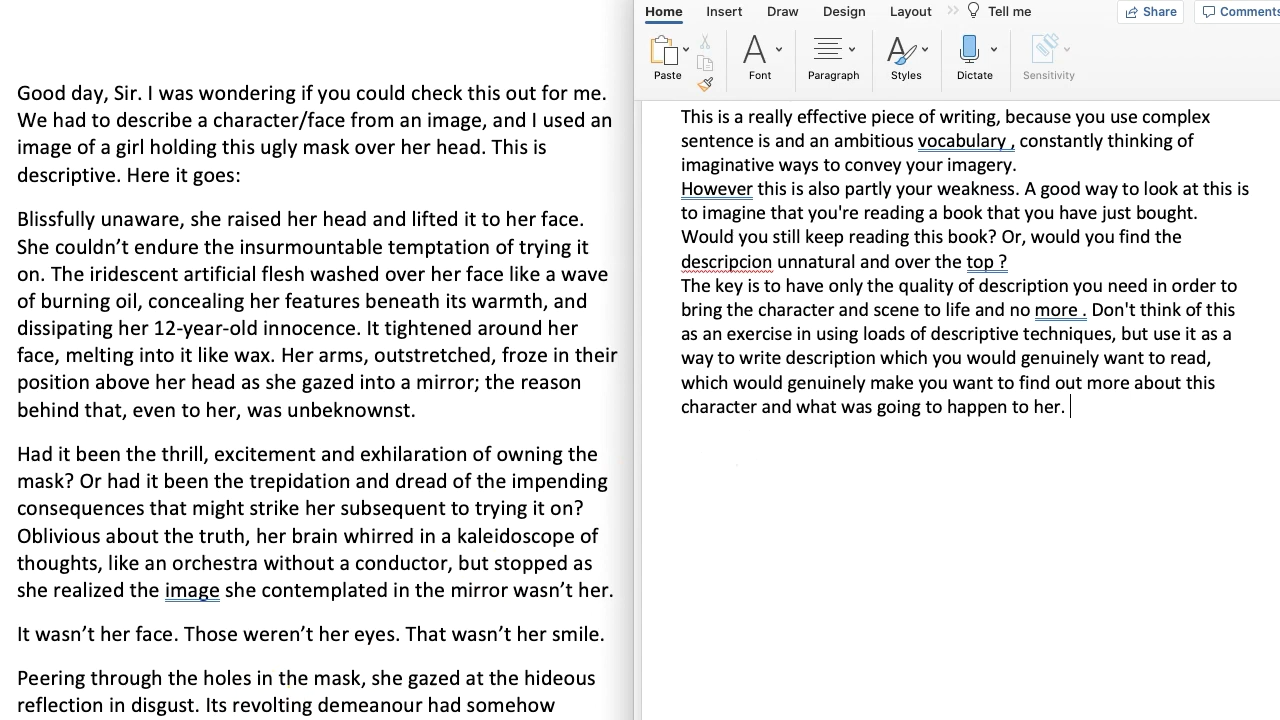 Good day, Sir. I was wondering if you could check this out for me.
We had to describe a character/face from an image, and I used an
image of a girl holding this ugly mask over her head. This is
descriptive. Here it goes:
Blissfully unaware, she raised her head and lifted it to her face.
She couldn’t endure the insurmountable temptation of trying it
on. The iridescent artificial flesh washed over her face like a wave
of burning oil, concealing her features beneath its warmth, and
dissipating her 12-year-old innocence. It tightened around her
face, melting into it like wax. Her arms, outstretched, froze in their
position above her head as she gazed into a mirror; the reason
behind that, even to her, was unbeknownst.
Had it been the thrill, excitement and exhilaration of owning the
mask? Or had it been the trepidation and dread of the impending
consequences that might strike her subsequent to trying it on?
Oblivious about the truth, her brain whirred in a kaleidoscope of
thoughts, like an orchestra without a conductor, but stopped as
she realized the image she contemplated in the mirror wasn’t her.
It wasn’t her face. Those weren’t her eyes. That wasn’t her smile.
Peering through the holes in the mask, she gazed at the hideous
reflection in disgust. Its revolting demeanour had somehow
Home Insert Draw Design Layout Tell me Share Comments
Paste Font Paragraph Styles Dictate Sensitivity
This is a really effective piece of writing, because you use complex
sentence is and an ambitious vocabulary , constantly thinking of
imaginative ways to convey your imagery.
However this is also partly your weakness. A good way to look at this is
to imagine that you're reading a book that you have just bought.
Would you still keep reading this book? Or, would you find the
descripcion unnatural and over the top ?
The key is to have only the quality of description you need in order to
bring the character and scene to life and no more . Don't think of this
as an exercise in using loads of descriptive techniques, but use it as a
way to write description which you would genuinely want to read,
which would genuinely make you want to find out more about this
character and what was going to happen to her.